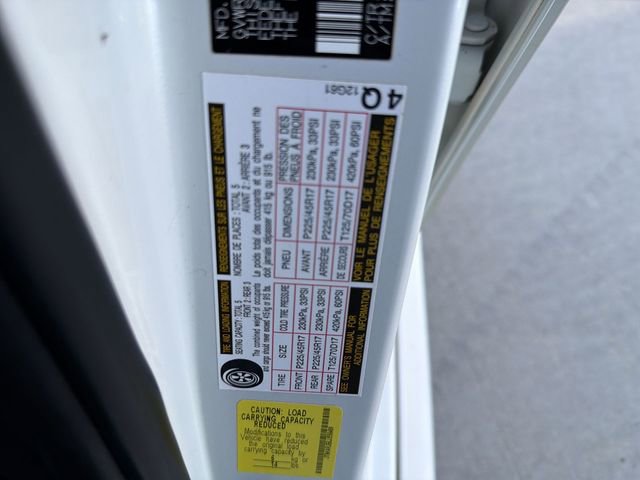 MFD.
4Q
12G61
TIRE AND LOADING INFORMATION
SEATING CAPACITY: TOTAL 5
FRONT 2: REAR 3
The combined weight of occupants
and cargo should never exceed 415 kg or 915 lbs.
TIRE SIZE COLD TIRE PRESSURE
FRONT P225/45R17 230kPa, 33PSI
REAR P225/45R17 230kPa, 33PSI
SPARE T125/70D17 420kPa, 60PSI
SEE OWNER'S MANUAL FOR
ADDITIONAL INFORMATION
RENSEIGNEMENTS SUR LES PNEUS ET LE CHARGEMENT
NOMBRE DE PLACES : TOTAL 5
AVANT 2 : ARRIÈRE 3
Le poids total des occupants et du chargement ne
doit jamais dépasser 415 kg ou 915 lb.
PNEU DIMENSIONS PRESSION DES
PNEUS À FROID
AVANT P225/45R17 230kPa, 33PSI
ARRIÈRE P225/45R17 230kPa, 33PSI
DE SECOURS T125/70D17 420kPa, 60PSI
VOIR LE MANUEL DE L'USAGER
POUR PLUS DE RENSEIGNEMENTS
CAUTION: LOAD
CARRYING CAPACITY
REDUCED
Modifications to this
Vehicle have reduced
the original load
kg or